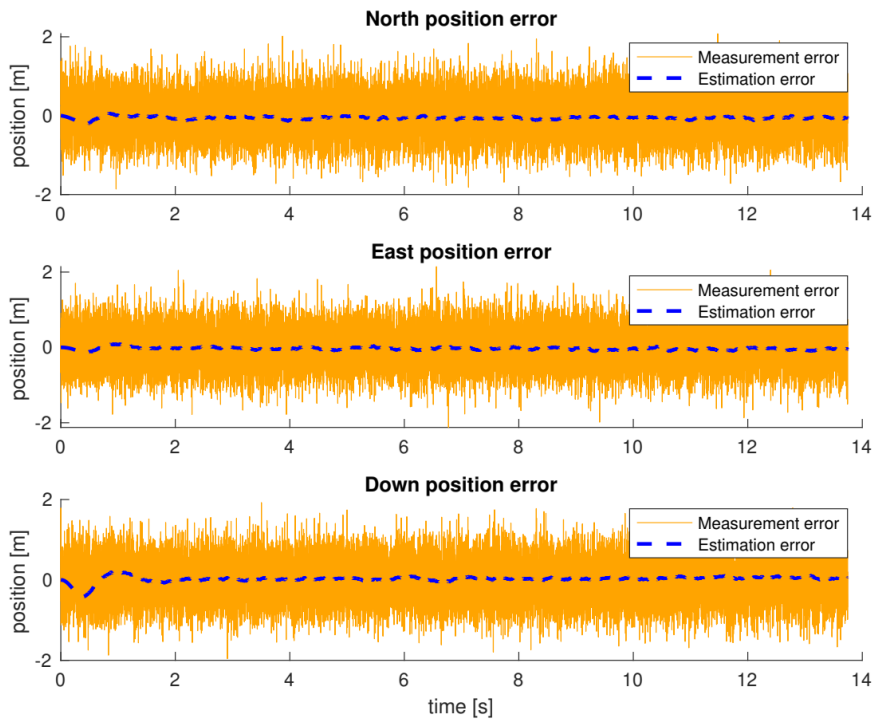 North position error
2
0
-2
position [m]
Measurement error
Estimation error
0 2 4 6 8 10 12 14
East position error
2
0
-2
position [m]
Measurement error
Estimation error
0 2 4 6 8 10 12 14
Down position error
2
0
-2
position [m]
Measurement error
Estimation error
0 2 4 6 8 10 12 14
time [s]